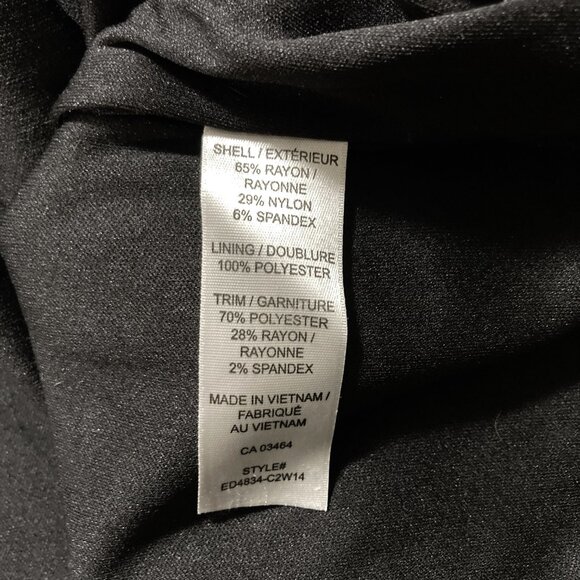 SHELL / EXTÉRIEUR
65% RAYON /
RAYONNE
29% NYLON
6% SPANDEX
LINING / DOUBLURE
100% POLYESTER
TRIM / GARNITURE
70% POLYESTER
28% RAYON /
RAYONNE
2% SPANDEX
MADE IN VIETNAM /
FABRIQUÉ
AU VIETNAM
CA 03464
STYLE#
ED4834-C2W14